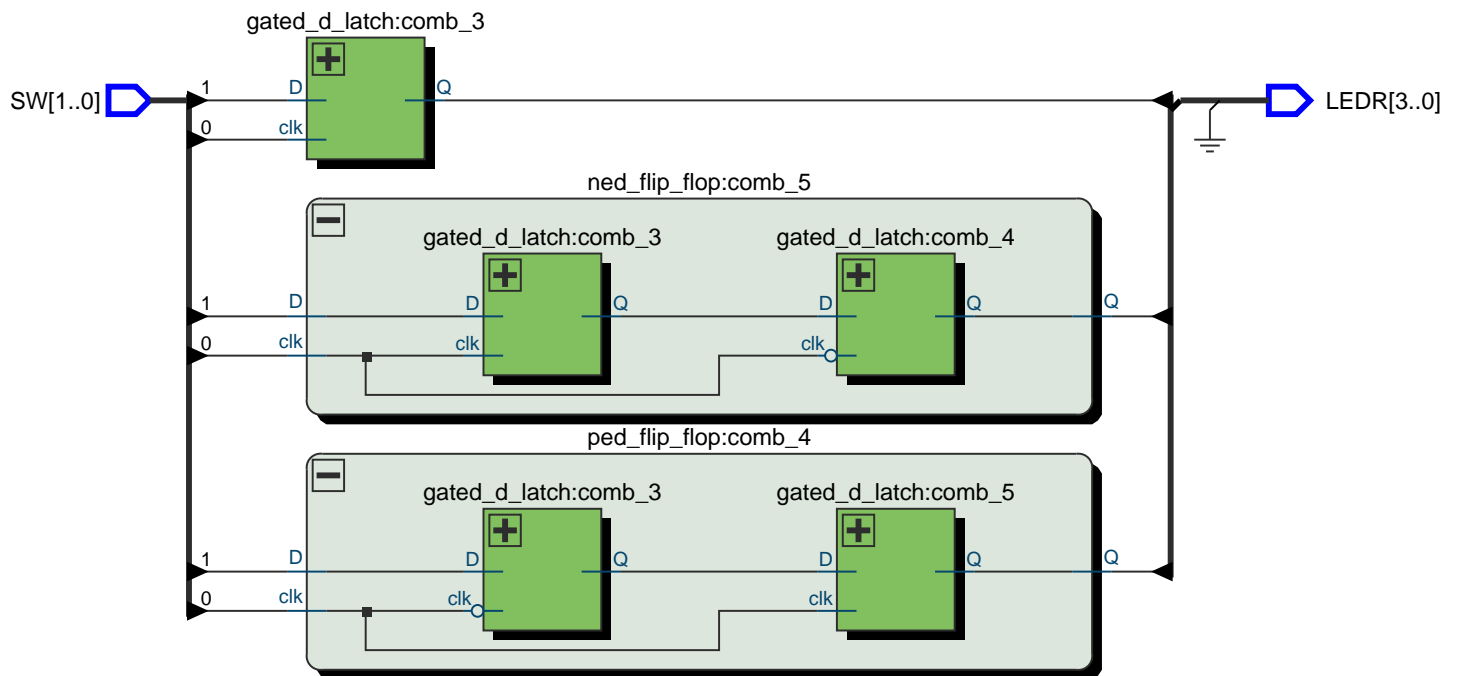 gated_d_latch:comb_3
SW[1..0]
1
D
Q
0
clk
LEDR[3..0]
ned_flip_flop:comb_5
gated_d_latch:comb_3
gated_d_latch:comb_4
1
D
D
Q
D
Q
Q
0
clk
clk
clk
ped_flip_flop:comb_4
gated_d_latch:comb_3
gated_d_latch:comb_5
1
D
D
Q
D
Q
Q
0
clk
clk
clk